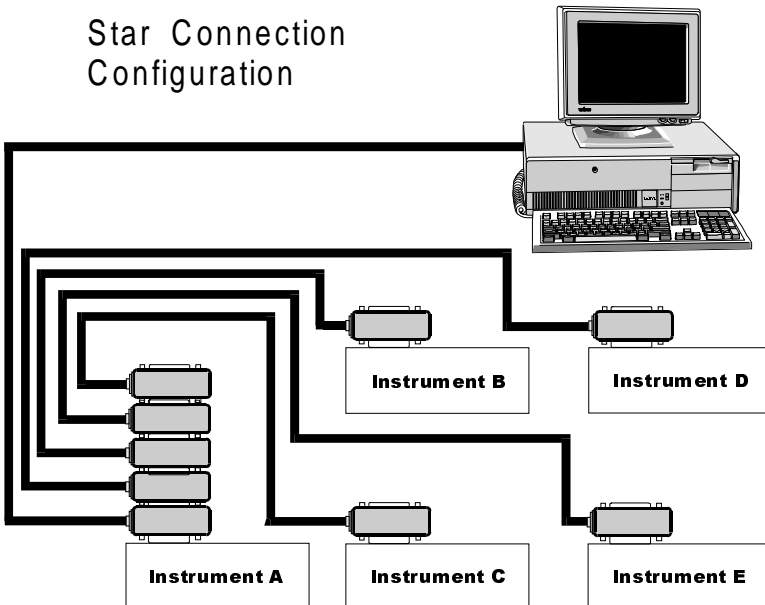 Star Connection
Configuration
Instrument B
Instrument D
Instrument A
Instrument C
Instrument E